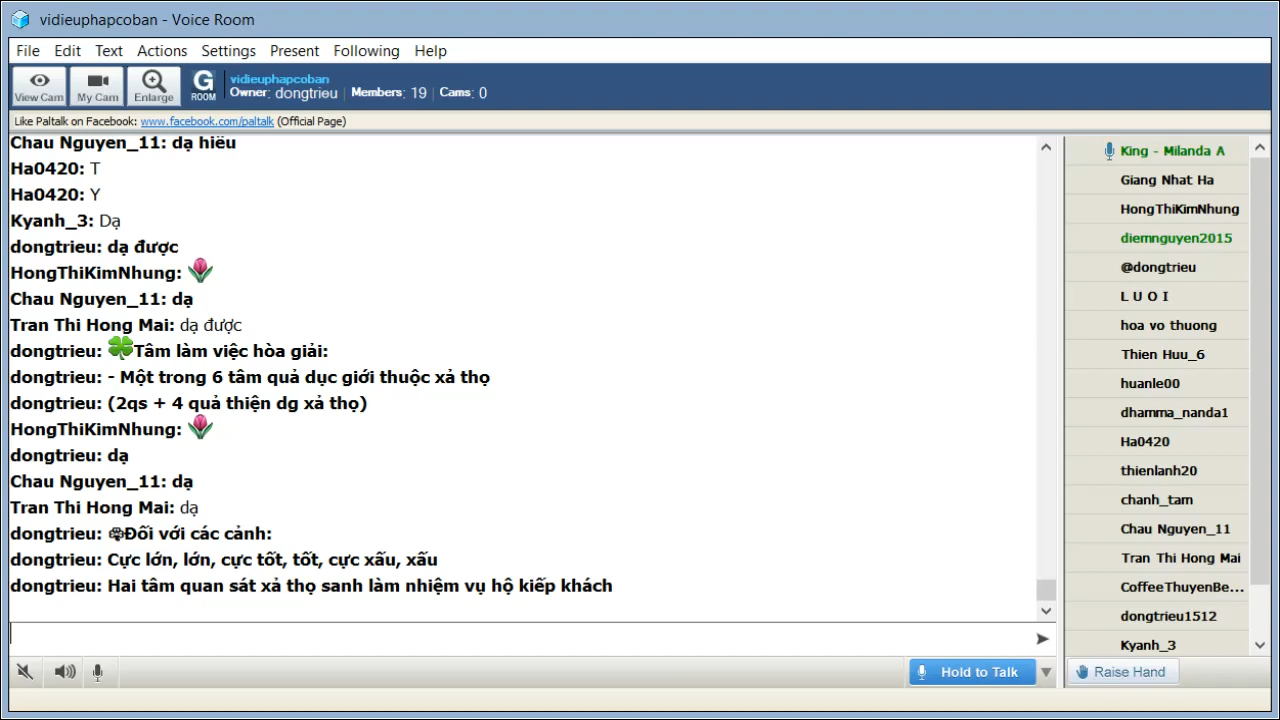 vidieuphapcoban - Voice Room
File Edit Text Actions Settings Present Following Help
View Cam My Cam Enlarge G ROOM
vidieuphapcoban
Owner: dongtrieu | Members: 19 | Cams: 0
Like Paltalk on Facebook: www.facebook.com/paltalk (Official Page)
Chau Nguyen_11: dạ hiểu
Ha0420: T
Ha0420: Y
Kyanh_3: Dạ
dongtrieu: dạ được
HongThiKimNhung:
Chau Nguyen_11: dạ
Tran Thi Hong Mai: dạ được
dongtrieu: Tâm làm việc hòa giải:
dongtrieu: - Một trong 6 tâm quả dục giới thuộc xả thọ
dongtrieu: (2qs + 4 quả thiện dg xả thọ)
HongThiKimNhung:
dongtrieu: dạ
Chau Nguyen_11: dạ
Tran Thi Hong Mai: dạ
dongtrieu: Đối với các cảnh:
dongtrieu: Cực lớn, lớn, cực tốt, tốt, cực xấu, xấu
dongtrieu: Hai tâm quan sát xả thọ sanh làm nhiệm vụ hộ kiếp khách
King - Milanda A
Giang Nhat Ha
HongThiKimNhung
diemnguyen2015
@dongtrieu
L U O I
hoa vo thuong
Thien Huu_6
huanle00
dhamma_nanda1
Ha0420
thienlanh20
chanh_tam
Chau Nguyen_11
Tran Thi Hong Mai
CoffeeThuyenBe...
dongtrieu1512
Kyanh_3
Hold to Talk
Raise Hand